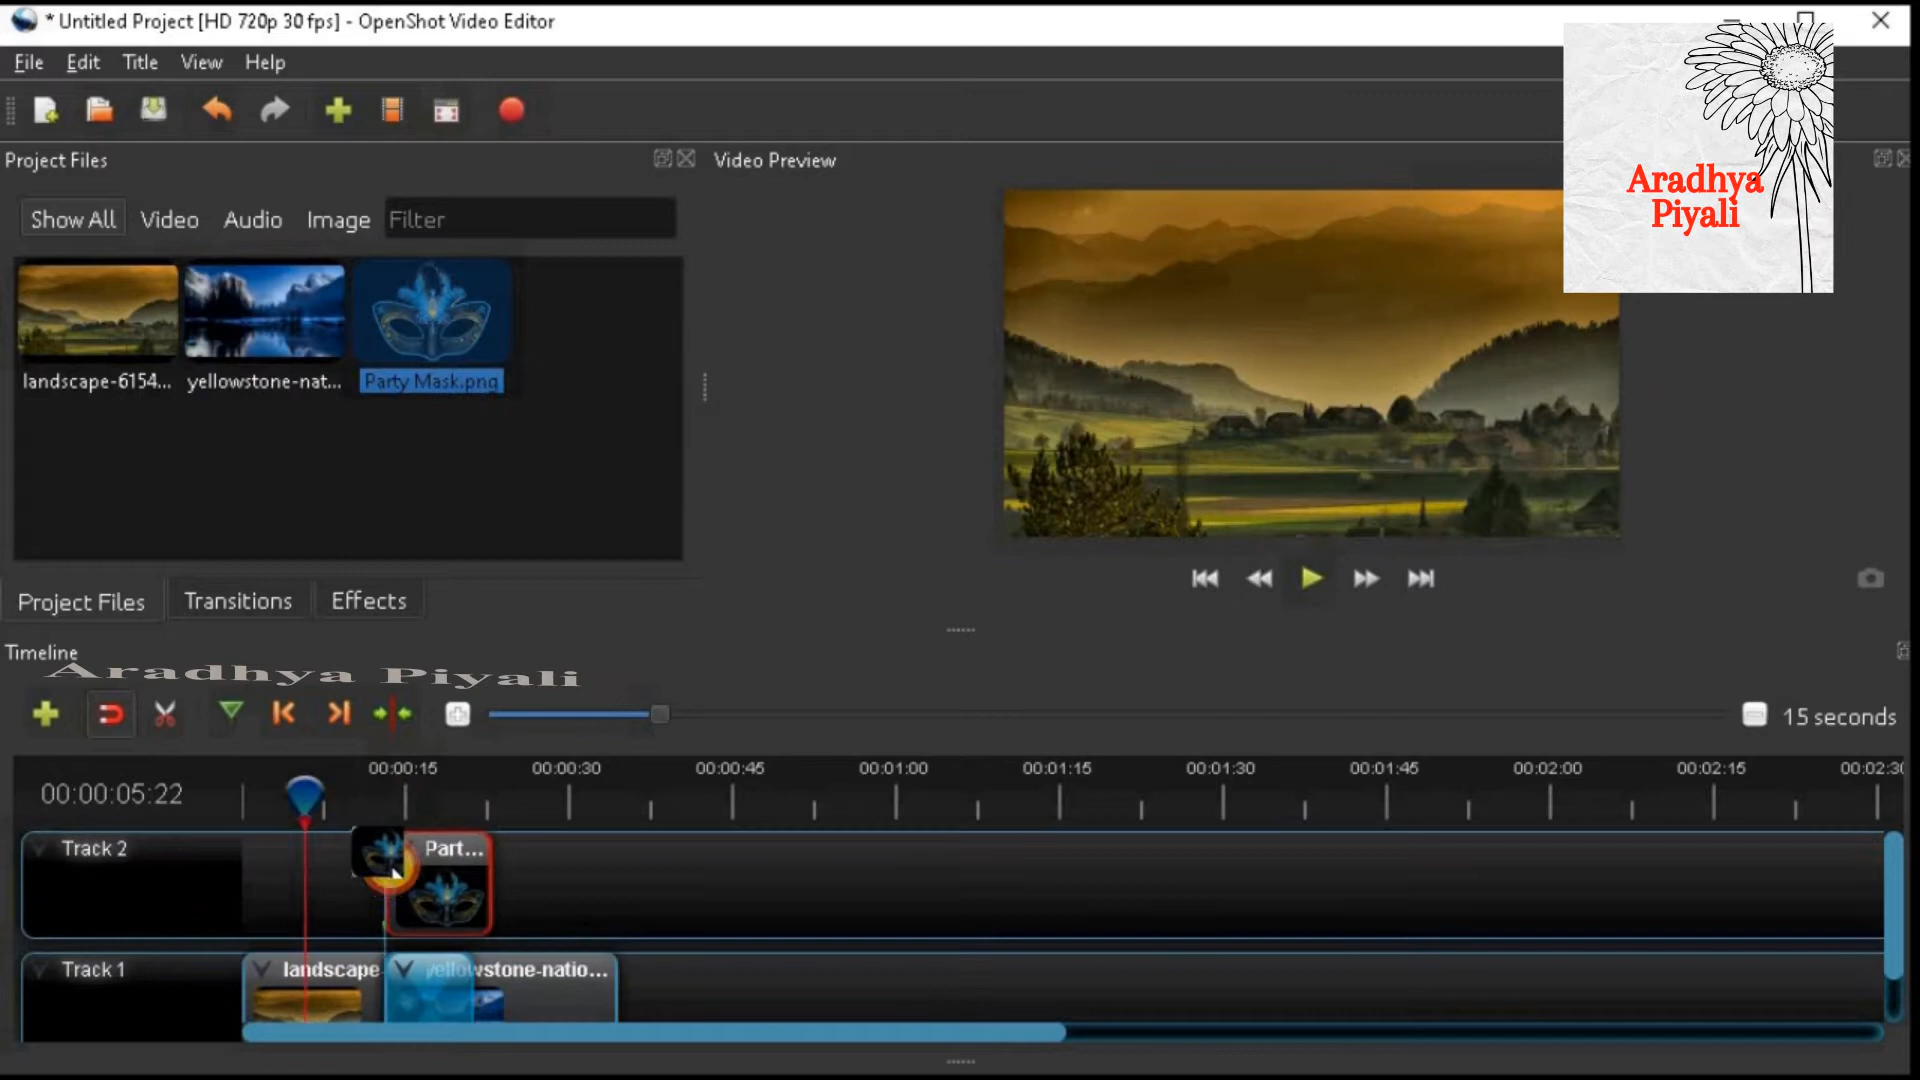 * Untitled Project [HD 720p 30 fps] - OpenShot Video Editor
File Edit Title View Help
Aradhya
Piyali
Project Files
Video Preview
Show All Video Audio Image Filter
landscape-6154... yellowstone-nat... Party Mask.png
Project Files Transitions Effects
Timeline
Aradhya Piyali
15 seconds
00:00:15 00:00:30 00:00:45 00:01:00 00:01:15 00:01:30 00:01:45 00:02:00 00:02:15 00:02:30
00:00:05:22
Track 2 Part...
Track 1 landscape yellowstone-natio...